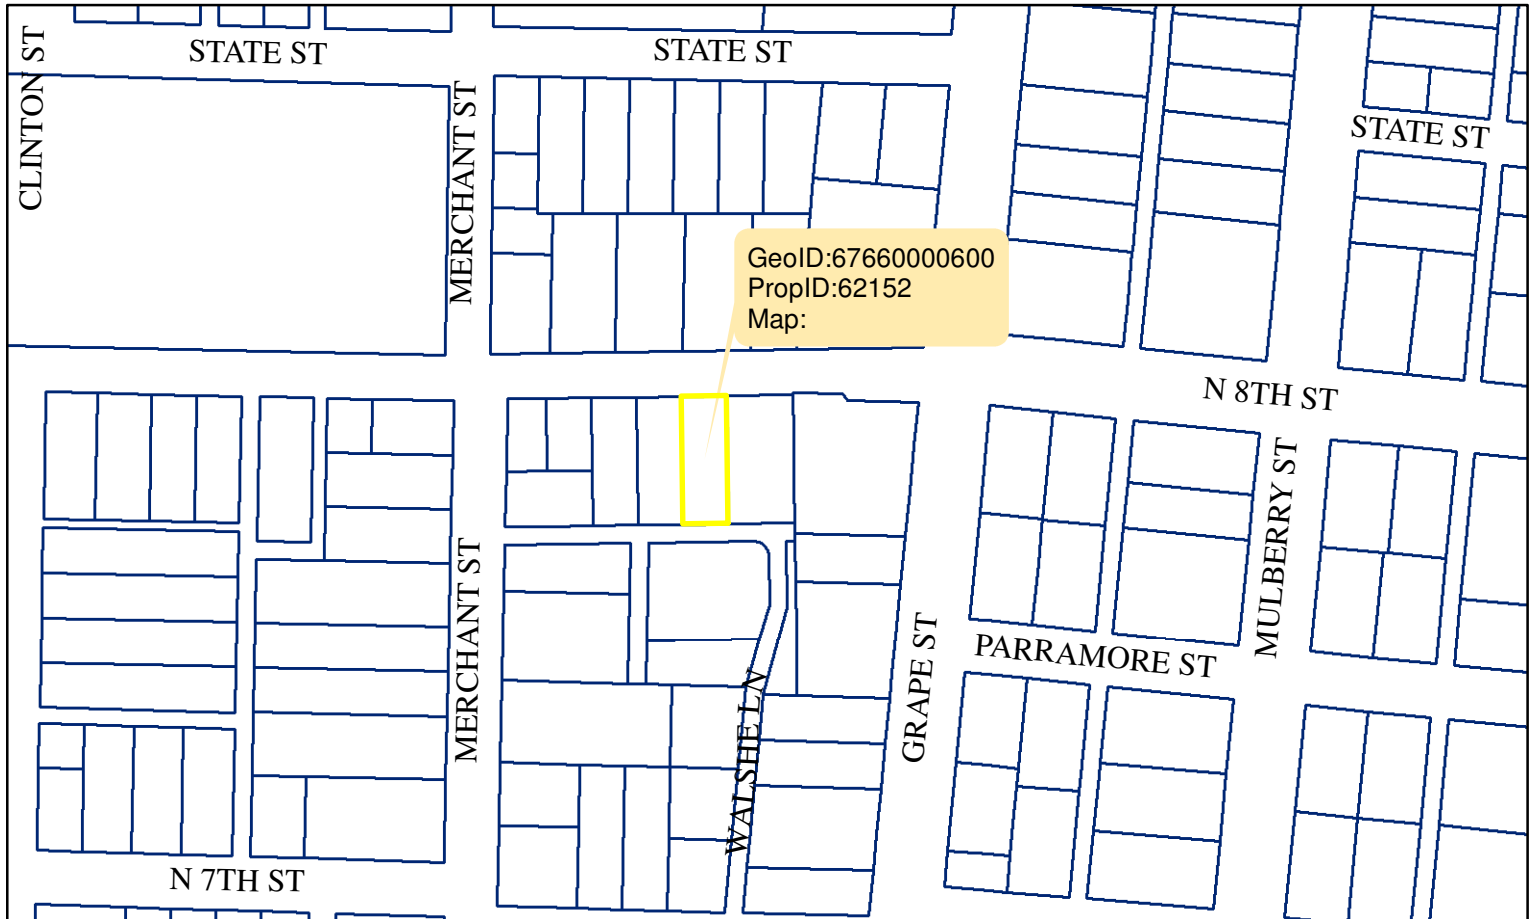 STATE ST
STATE ST
CLINTON ST
MERCHANT ST
STATE ST
GeoID:67660000600
PropID:62152
Map:
N 8TH ST
MULBERRY ST
MERCHANT ST
GRAPE ST
PARRAMORE ST
WALSHE LN
N 7TH ST